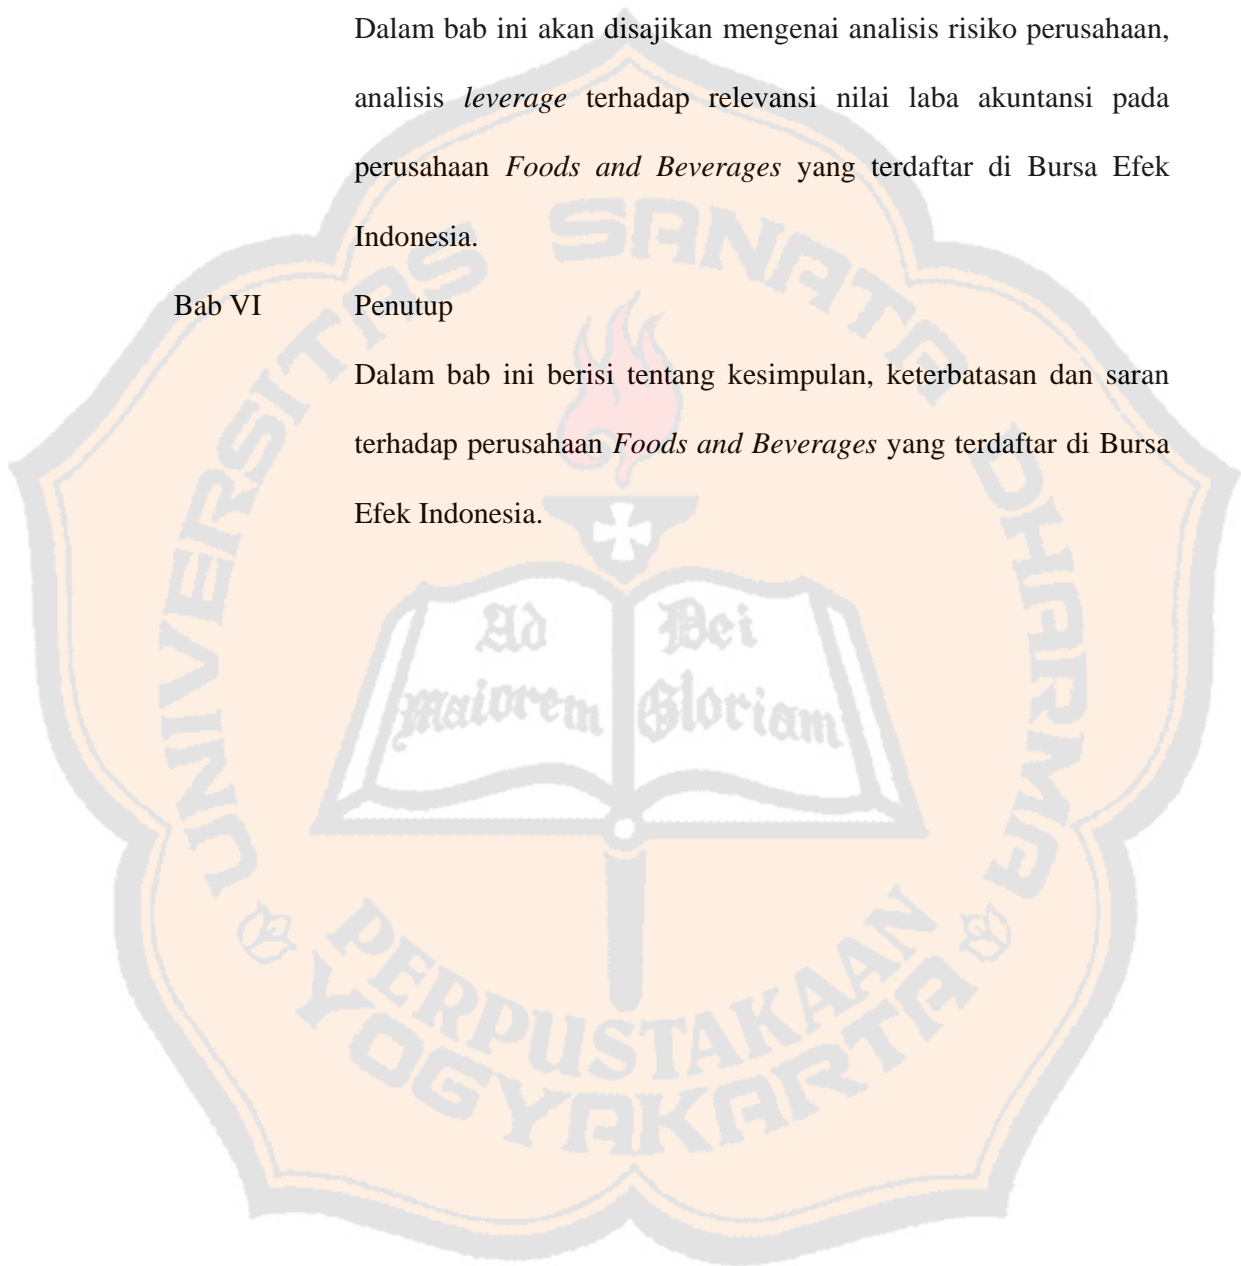 Dalam bab ini akan disajikan mengenai analisis risiko perusahaan,
analisis leverage terhadap relevansi nilai laba akuntansi pada
perusahaan Foods and Beverages yang terdaftar di Bursa Efek
Indonesia.
Bab VI Penutup
Dalam bab ini berisi tentang kesimpulan, keterbatasan dan saran
terhadap perusahaan Foods and Beverages yang terdaftar di Bursa
Efek Indonesia.
UNIVERSITAS SANATA DHARMA
Ad Dei
Maiorem Gloriam
PERPUSTAKAAN
YOGYAKARTA